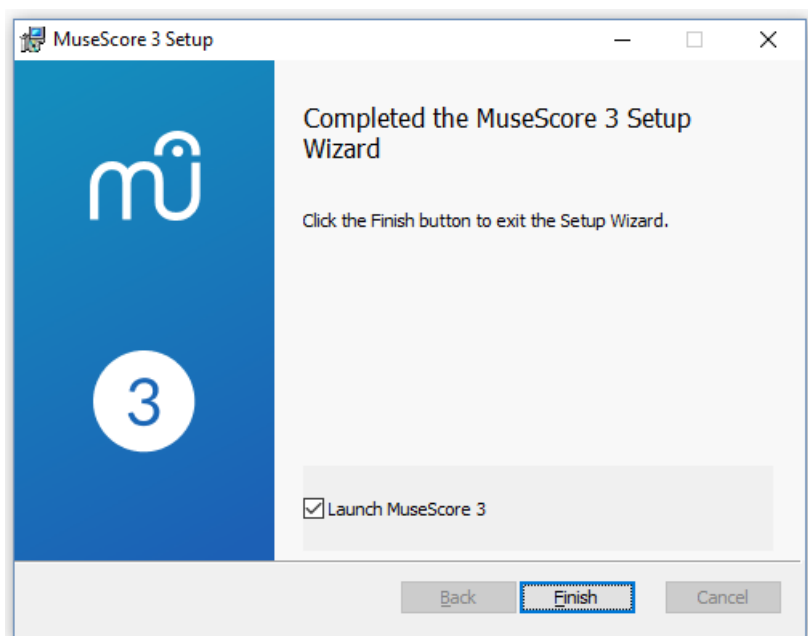 MuseScore 3 Setup
mu
Completed the MuseScore 3 Setup
Wizard
Click the Finish button to exit the Setup Wizard.
3
Launch MuseScore 3
Back
Finish
Cancel